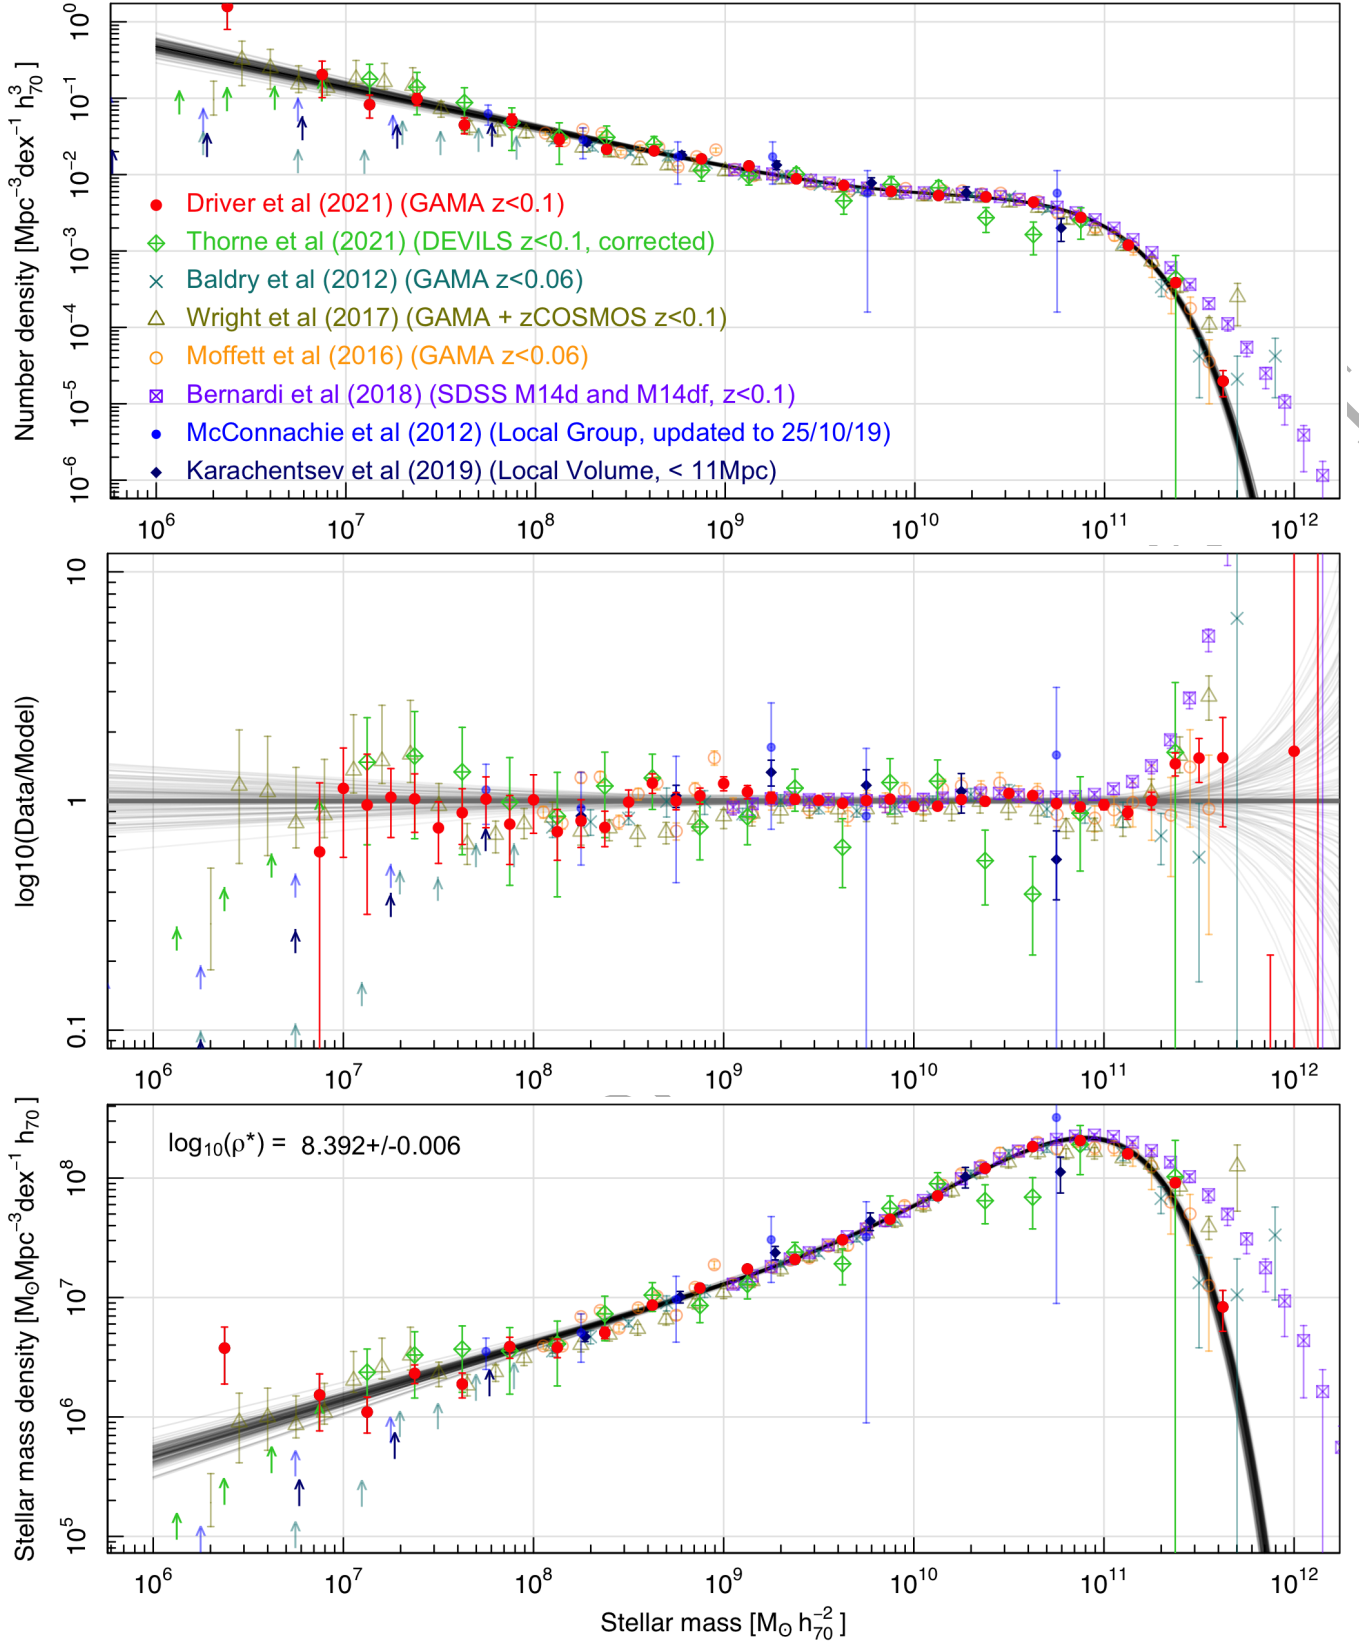 Number density [Mpc⁻³dex⁻¹ h³₇₀]
10⁰
10⁻¹
10⁻²
10⁻³
10⁻⁴
10⁻⁵
10⁻⁶
Driver et al (2021) (GAMA z<0.1)
Thorne et al (2021) (DEVILS z<0.1, corrected)
Baldry et al (2012) (GAMA z<0.06)
Wright et al (2017) (GAMA + zCOSMOS z<0.1)
Moffett et al (2016) (GAMA z<0.06)
Bernardi et al (2018) (SDSS M14d and M14df, z<0.1)
McConnachie et al (2012) (Local Group, updated to 25/10/19)
Karachentsev et al (2019) (Local Volume, < 11Mpc)
10⁶ 10⁷ 10⁸ 10⁹ 10¹⁰ 10¹¹ 10¹²
log10(Data/Model)
10
1
0.1
10⁶ 10⁷ 10⁸ 10⁹ 10¹⁰ 10¹¹ 10¹²
Stellar mass density [M⊙Mpc⁻³dex⁻¹ h₇₀]
log₁₀(ρ*) = 8.392+/-0.006
10⁸
10⁷
10⁶
10⁵
10⁶ 10⁷ 10⁸ 10⁹ 10¹⁰ 10¹¹ 10¹²
Stellar mass [M⊙ h₇₀⁻²]